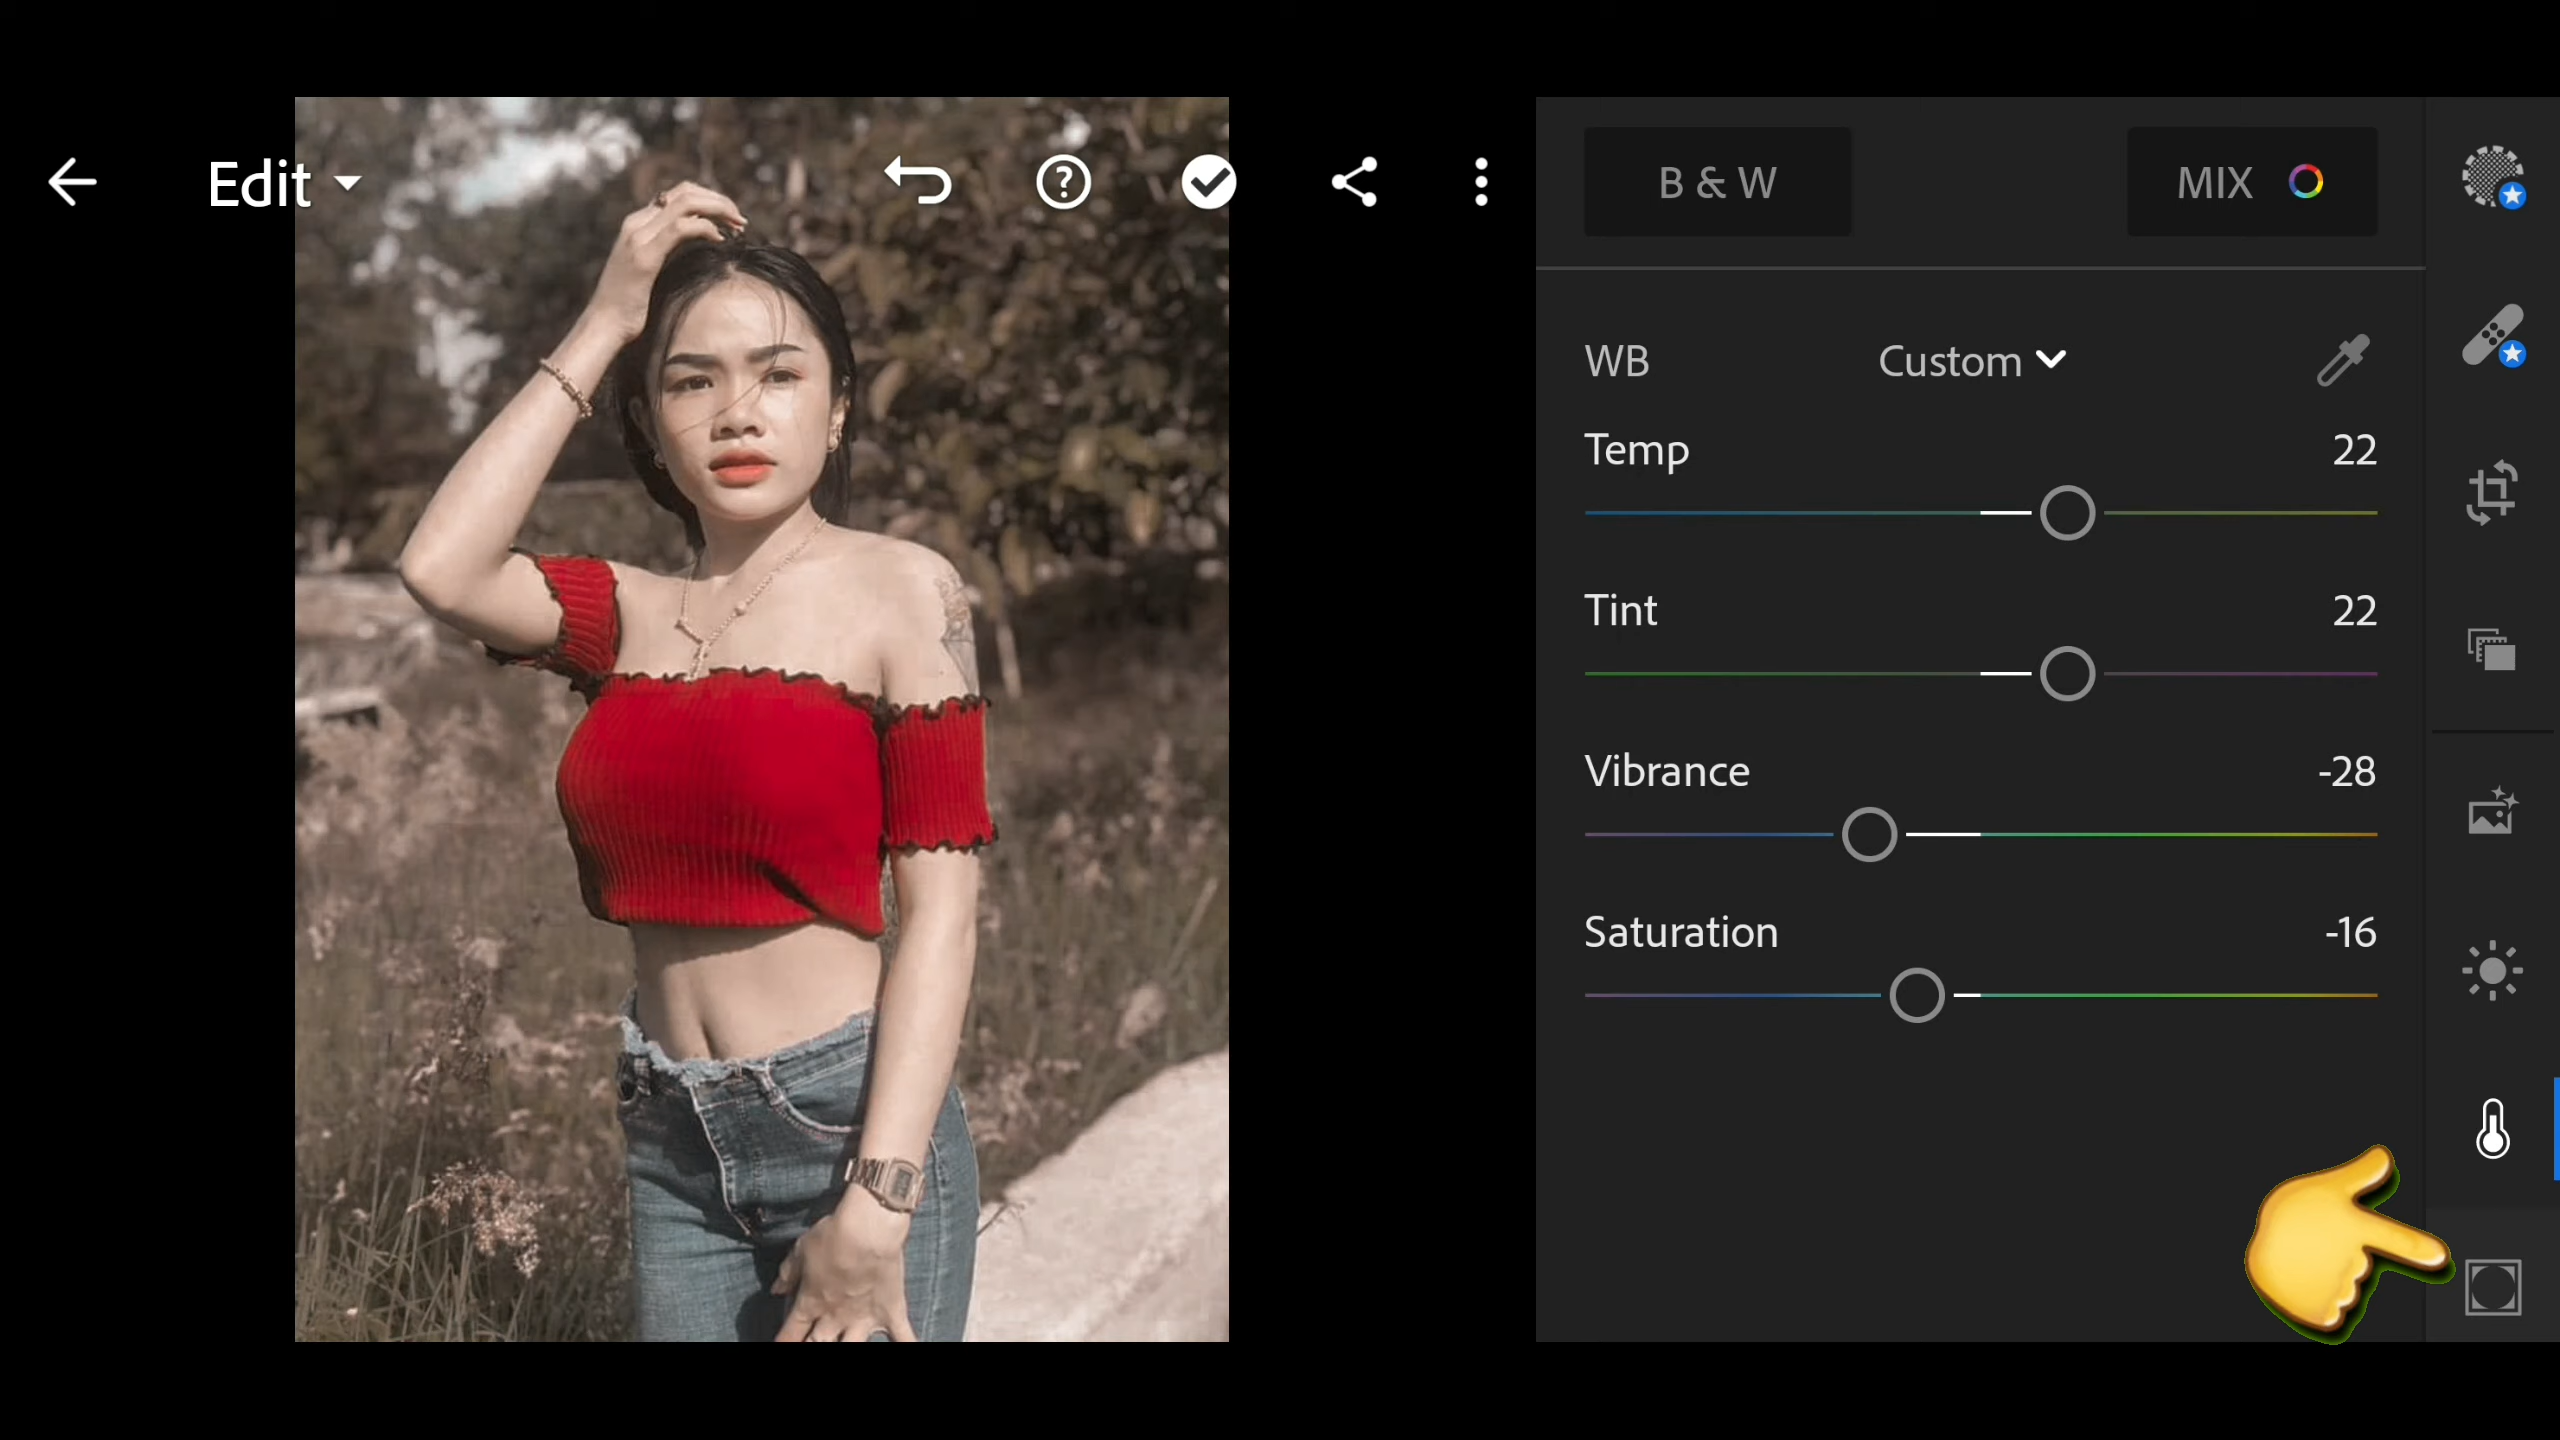 Edit
B & W
MIX
WB
Custom
Temp
22
Tint
22
Vibrance
-28
Saturation
-16